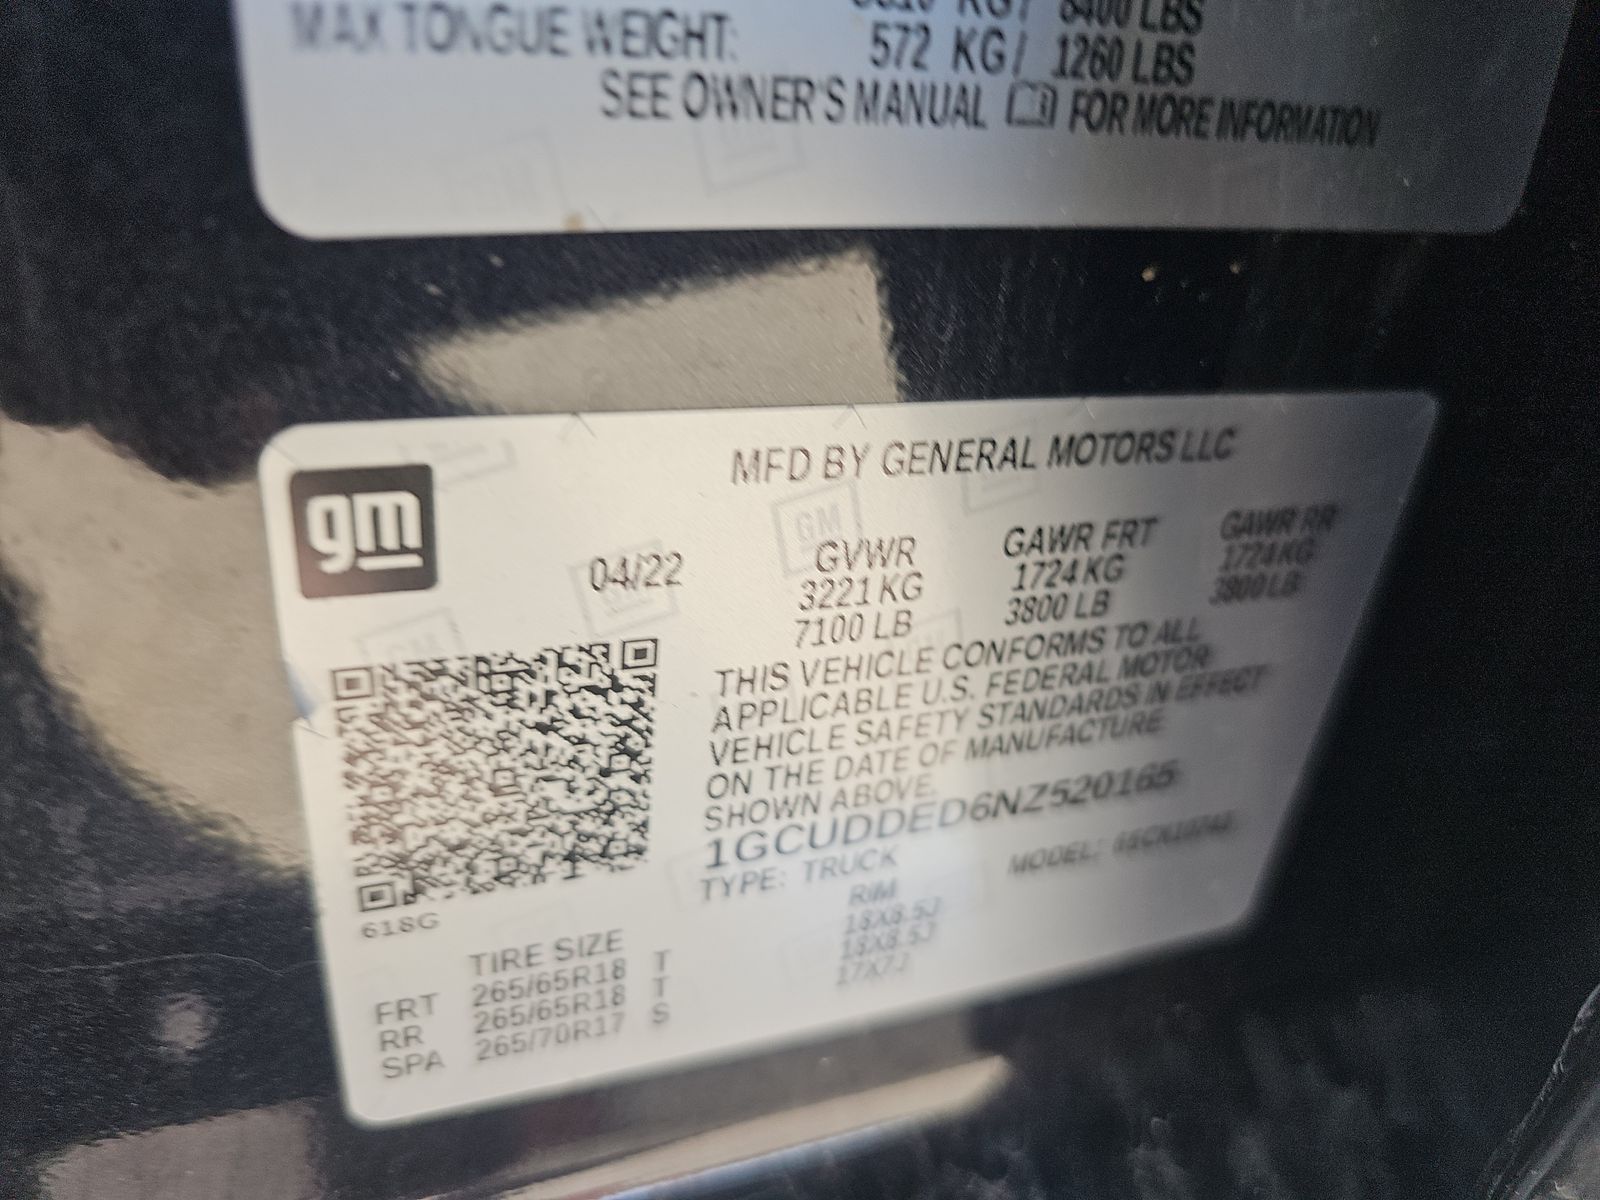 KG / 8400 LBS
MAX TONGUE WEIGHT: 572 KG / 1260 LBS
SEE OWNER'S MANUAL FOR MORE INFORMATION
gm
MFD BY GENERAL MOTORS LLC
04/22
GVWR GAWR FRT GAWR RR
3221 KG 1724 KG 1724 KG
7100 LB 3800 LB 3800 LB
THIS VEHICLE CONFORMS TO ALL
APPLICABLE U.S. FEDERAL MOTOR
VEHICLE SAFETY STANDARDS IN EFFECT
ON THE DATE OF MANUFACTURE
SHOWN ABOVE.
1GCUDDED6NZ520165
TYPE: TRUCK MODEL:
618G
TIRE SIZE RIM
FRT 265/65R18 T 18X8.5J
RR 265/65R18 T 18X8.5J
SPA 265/70R17 S 17X7J